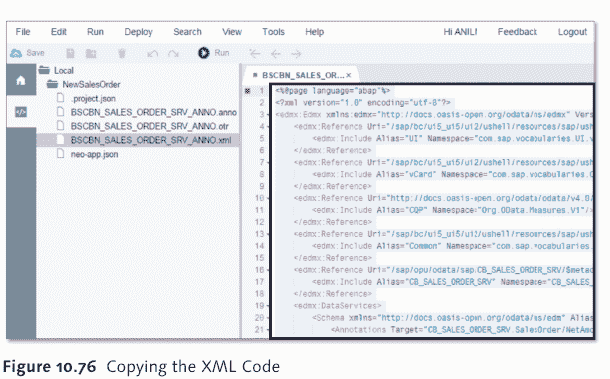 File Edit Run Deploy Search View Tools Help Hi ANIL! Feedback Logout
Save Run
Local
NewSalesOrder
.project.json
BSCBN_SALES_ORDER_SRV_ANNO.anno
BSCBN_SALES_ORDER_SRV_ANNO.otr
BSCBN_SALES_ORDER_SRV_ANNO.xml
neo-app.json
BSCBN_SALES_OR...×
1 <%@page language="abap"%>
2 <?xml version="1.0" encoding="utf-8"?>
3 <edmx:Edmx xmlns:edmx="http://docs.oasis-open.org/odata/ns/edmx" Vers
4 <edmx:Reference Uri="/sap/bc/ui5_ui5/ui2/ushell/resources/sap/ush
5 <edmx:Include Alias="UI" Namespace="com.sap.vocabularies.UI.v
6 </edmx:Reference>
7 <edmx:Reference Uri="/sap/bc/ui5_ui5/ui2/ushell/resources/sap/ush
8 <edmx:Include Alias="vCard" Namespace="com.sap.vocabularies.C
9 </edmx:Reference>
10 <edmx:Reference Uri="http://docs.oasis-open.org/odata/odata/v4.0/
11 <edmx:Include Alias="CQP" Namespace="Org.OData.Measures.V1"/>
12 </edmx:Reference>
13 <edmx:Reference Uri="/sap/bc/ui5_ui5/ui2/ushell/resources/sap/ush
14 <edmx:Include Alias="Common" Namespace="com.sap.vocabularies.
15 </edmx:Reference>
16 <edmx:Reference Uri="/sap/opu/odata/sap/CB_SALES_ORDER_SRV/$metad
17 <edmx:Include Alias="CB_SALES_ORDER_SRV" Namespace="CB_SALES_
18 </edmx:Reference>
19 <edmx:DataServices>
20 <Schema xmlns="http://docs.oasis-open.org/odata/ns/edm" Alias
21 <Annotations Target="CB_SALES_ORDER_SRV.SalesOrder/NetAmo
Figure 10.76 Copying the XML Code